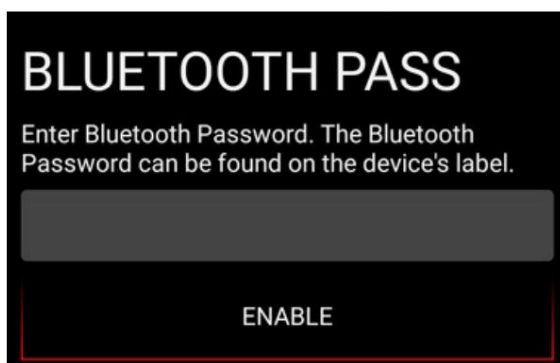 BLUETOOTH PASS
Enter Bluetooth Password. The Bluetooth
Password can be found on the device's label.
ENABLE